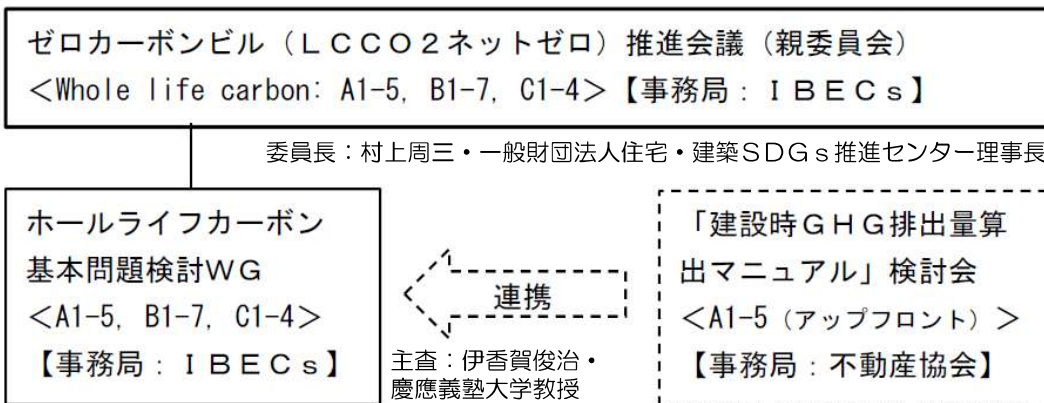 ゼロカーボンビル（ＬＣＣＯ２ネットゼロ）推進会議（親委員会）
＜Whole life carbon: A1-5, B1-7, C1-4＞【事務局：ＩＢＥＣｓ】
委員長：村上周三・一般財団法人住宅・建築ＳＤＧｓ推進センター理事長
ホールライフカーボン
基本問題検討WG
＜A1-5, B1-7, C1-4＞
【事務局：ＩＢＥＣｓ】
連携
主査：伊香賀俊治・
慶應義塾大学教授
「建設時ＧＨＧ排出量算
出マニュアル」検討会
＜A1-5（アップフロント）＞
【事務局：不動産協会】